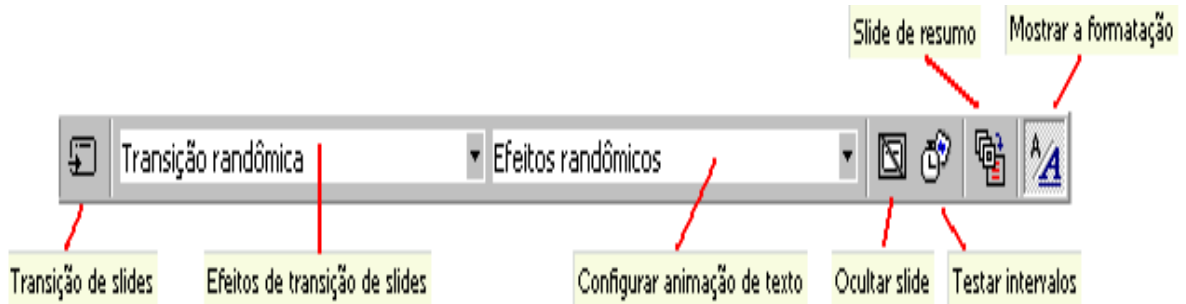 Slide de resumo
Mostrar a formatação
Transição randômica
Efeitos randômicos
A/A
Transição de slides
Efeitos de transição de slides
Configurar animação de texto
Ocultar slide
Testar intervalos